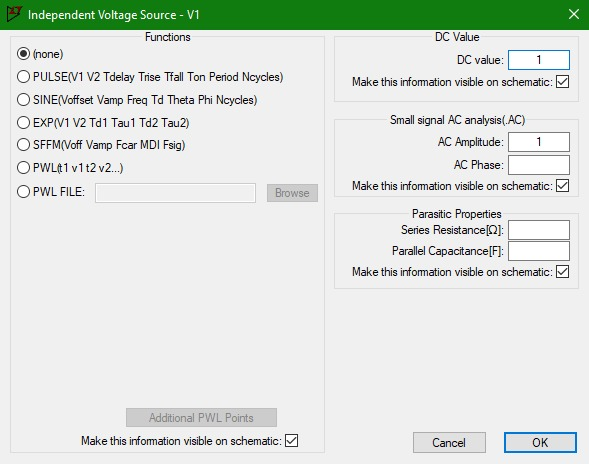 Independent Voltage Source - V1
Functions
(none)
PULSE(V1 V2 Tdelay Trise Tfall Ton Period Ncycles)
SINE(Voffset Vamp Freq Td Theta Phi Ncycles)
EXP(V1 V2 Td1 Tau1 Td2 Tau2)
SFFM(Voff Vamp Fcar MDI Fsig)
PWL(t1 v1 t2 v2...)
PWL FILE:
Browse
Additional PWL Points
Make this information visible on schematic:
DC Value
DC value: 1
Make this information visible on schematic:
Small signal AC analysis(.AC)
AC Amplitude: 1
AC Phase:
Make this information visible on schematic:
Parasitic Properties
Series Resistance[Ω]:
Parallel Capacitance[F]:
Make this information visible on schematic:
Cancel
OK